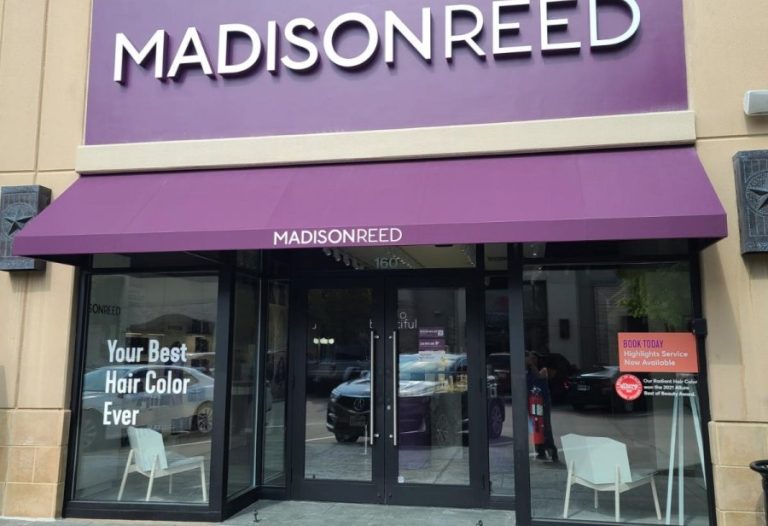 MADISONREED
MADISONREED
160
Your Best
Hair Color
Ever
BOOK TODAY
Highlights Service
Now Available
Our Radiant Hair Color
won the 2021 Allure
Best of Beauty Award.